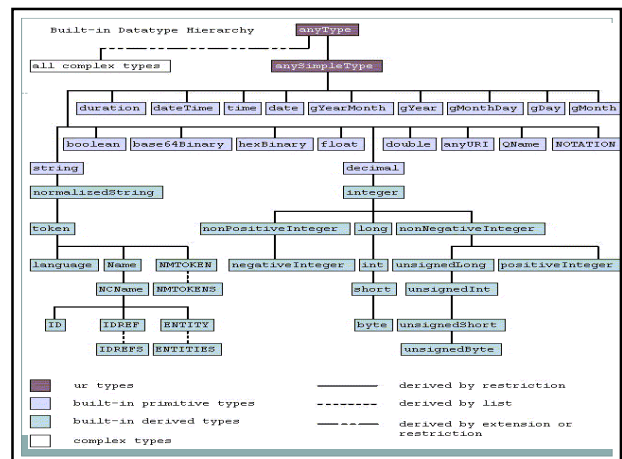 Built-in Datatype Hierarchy anyType
all complex types anySimpleType
duration dateTime time date gYearMonth gYear gMonthDay gDay gMonth
boolean base64Binary hexBinary float double anyURI QName NOTATION
string decimal
normalizedString integer
token nonPositiveInteger long nonNegativeInteger
language Name NMTOKEN negativeInteger int unsignedLong positiveInteger
NCName NMTOKENS short unsignedInt
ID IDREF ENTITY byte unsignedShort
IDREFS ENTITIES unsignedByte
ur types derived by restriction
built-in primitive types derived by list
built-in derived types derived by extension or
restriction
complex types